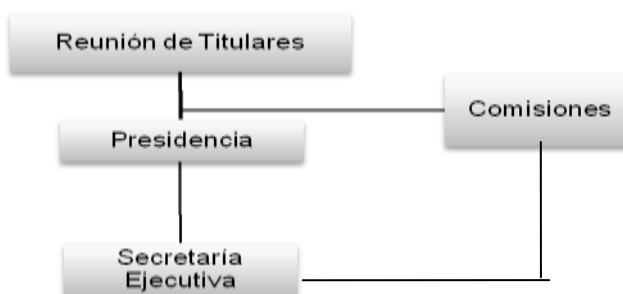 Reunión de Titulares
Comisiones
Presidencia
Secretaría
Ejecutiva